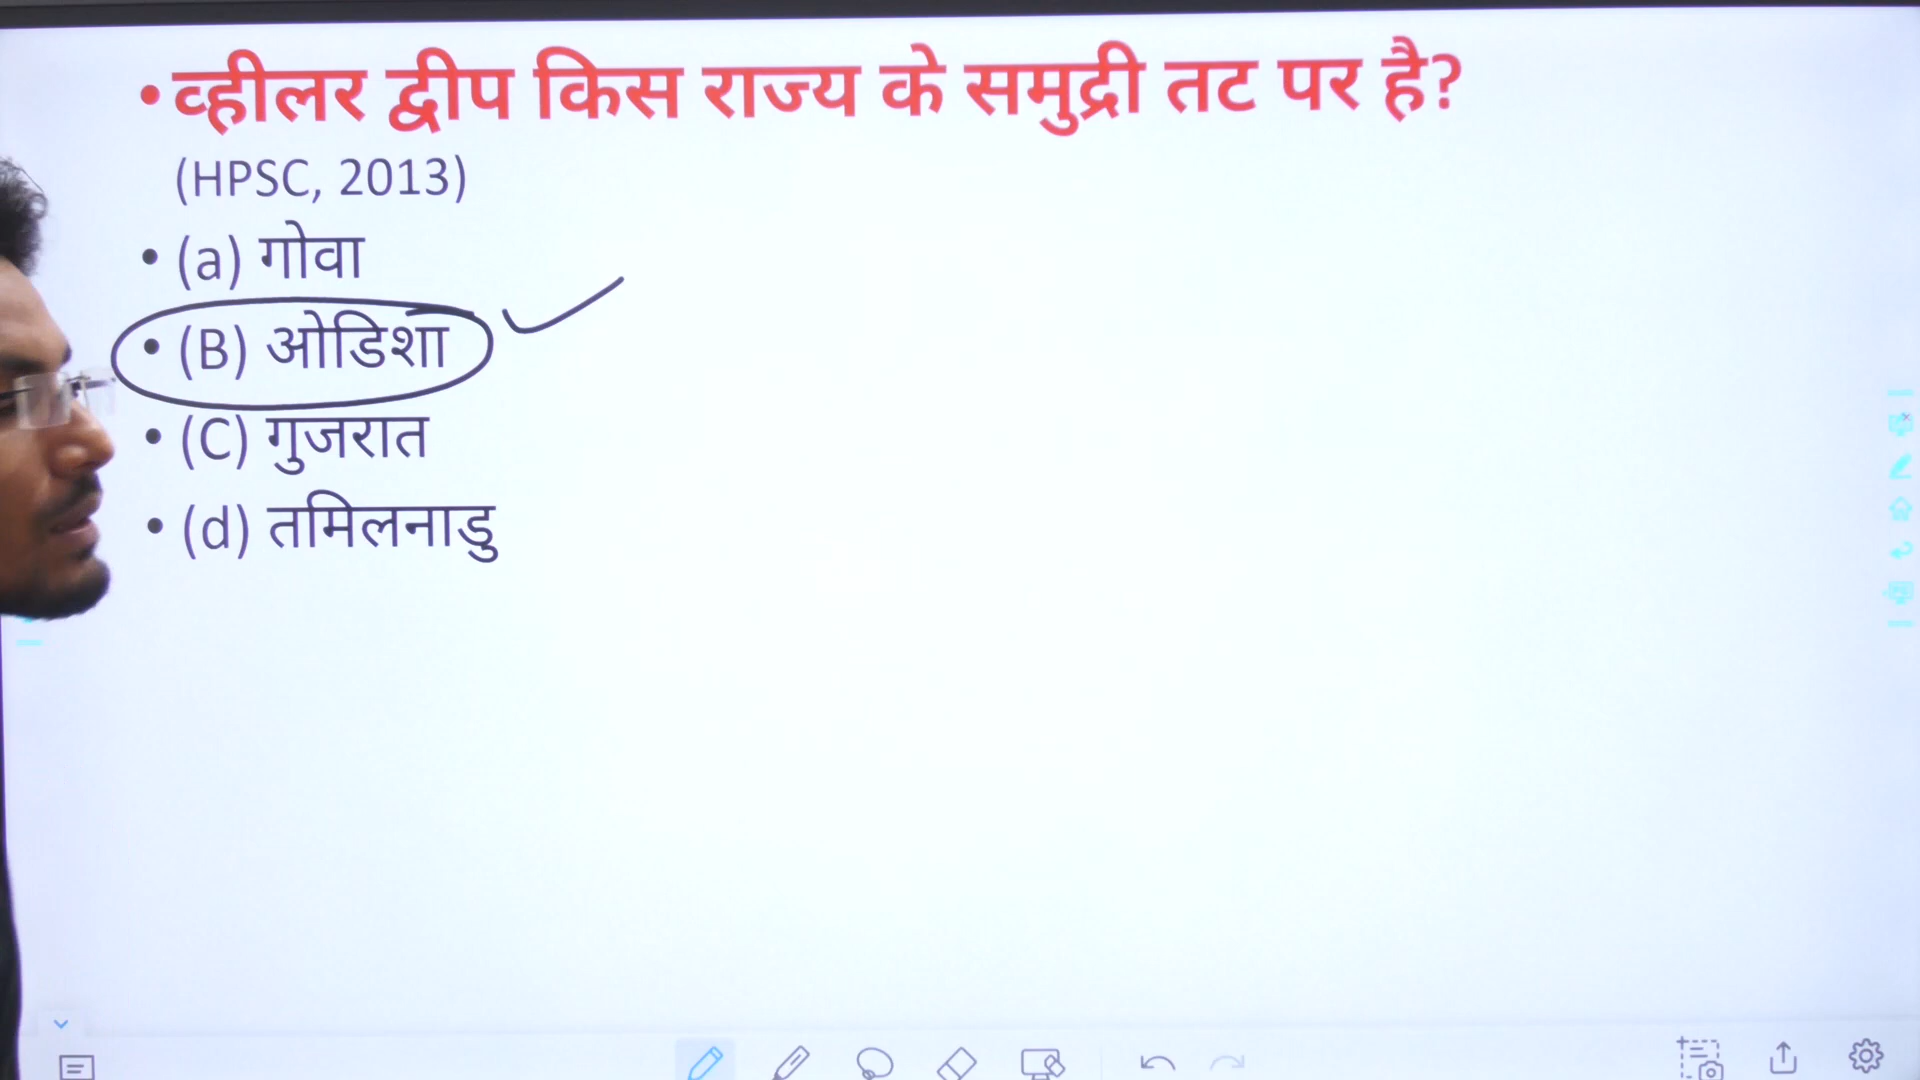 •व्हीलर द्वीप किस राज्य के समुद्री तट पर है?
(HPSC, 2013)
• (a) गोवा
• (B) ओडिशा
• (C) गुजरात
• (d) तमिलनाडु